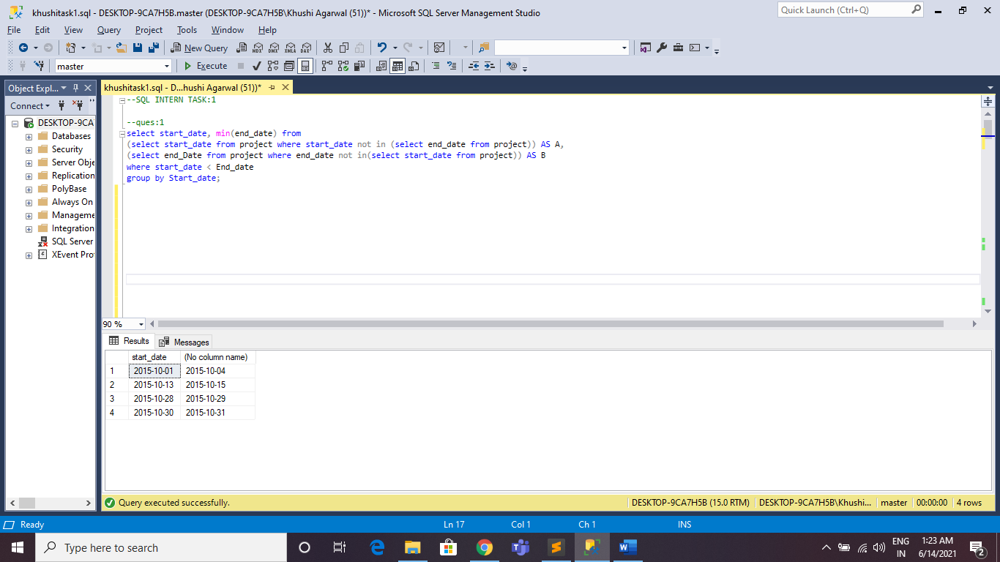 khushitask1.sql - DESKTOP-9CA7H5B.master (DESKTOP-9CA7H5B\Khushi Agarwal (51))* - Microsoft SQL Server Management Studio
Quick Launch (Ctrl+Q)
File Edit View Query Project Tools Window Help
New Query
MDX DMX XMLA DAX
master
Execute
Object Expl...
khushitask1.sql - D...hushi Agarwal (51))*
Connect
DESKTOP-9CA
Databases
Security
Server Obje
Replication
PolyBase
Always On
Manageme
Integration
SQL Server
XEvent Pro
--SQL INTERN TASK:1
--ques:1
select start_date, min(end_date) from
(select start_date from project where start_date not in (select end_date from project)) AS A,
(select end_Date from project where end_date not in(select start_date from project)) AS B
where start_date < End_date
group by Start_date;
90 %
Results Messages
start_date (No column name)
1 2015-10-01 2015-10-04
2 2015-10-13 2015-10-15
3 2015-10-28 2015-10-29
4 2015-10-30 2015-10-31
Query executed successfully.
DESKTOP-9CA7H5B (15.0 RTM) DESKTOP-9CA7H5B\Khushi... master 00:00:00 4 rows
Ready Ln 17 Col 1 Ch 1 INS
Type here to search
ENG
IN
1:23 AM
6/14/2021
2